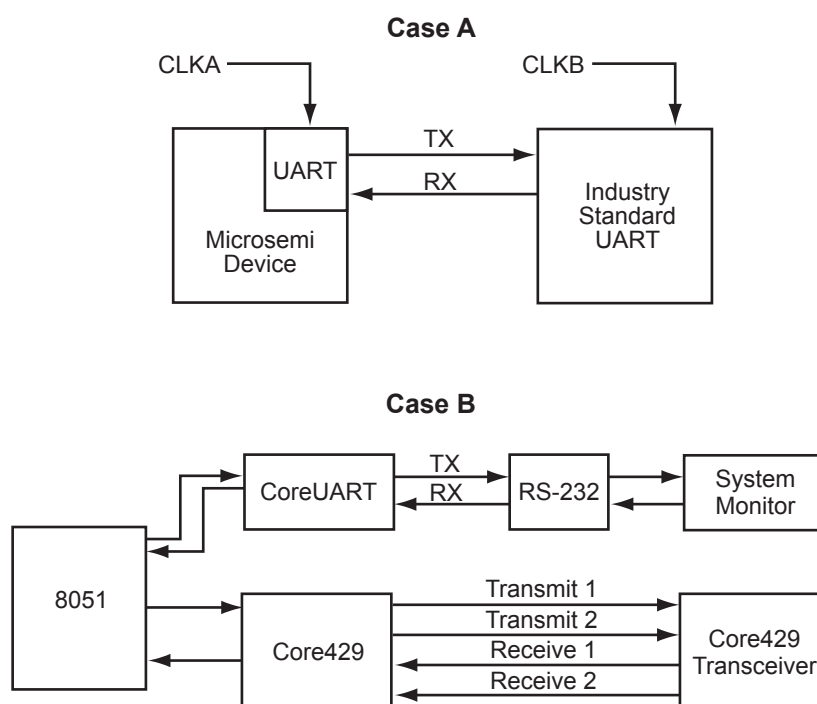 Case A
CLKA
CLKB
UART
TX
RX
Microsemi
Device
Industry
Standard
UART
Case B
CoreUART
TX
RX
RS-232
System
Monitor
8051
Core429
Transmit 1
Transmit 2
Receive 1
Receive 2
Core429
Transceiver